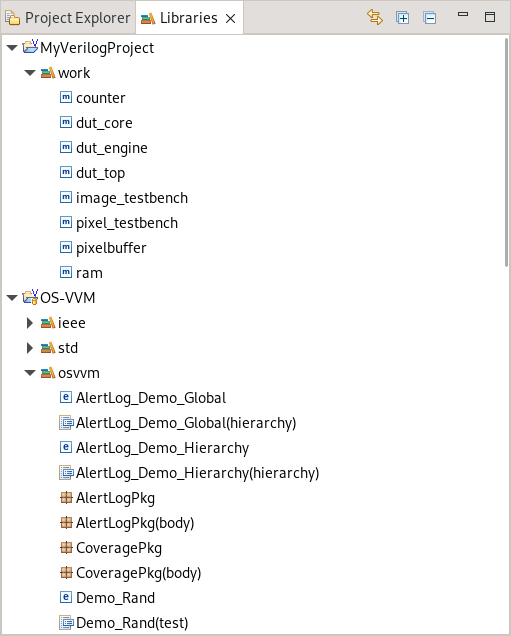 Project Explorer Libraries
MyVerilogProject
work
counter
dut_core
dut_engine
dut_top
image_testbench
pixel_testbench
pixelbuffer
ram
OS-VVM
ieee
std
osvvm
AlertLog_Demo_Global
AlertLog_Demo_Global(hierarchy)
AlertLog_Demo_Hierarchy
AlertLog_Demo_Hierarchy(hierarchy)
AlertLogPkg
AlertLogPkg(body)
CoveragePkg
CoveragePkg(body)
Demo_Rand
Demo_Rand(test)